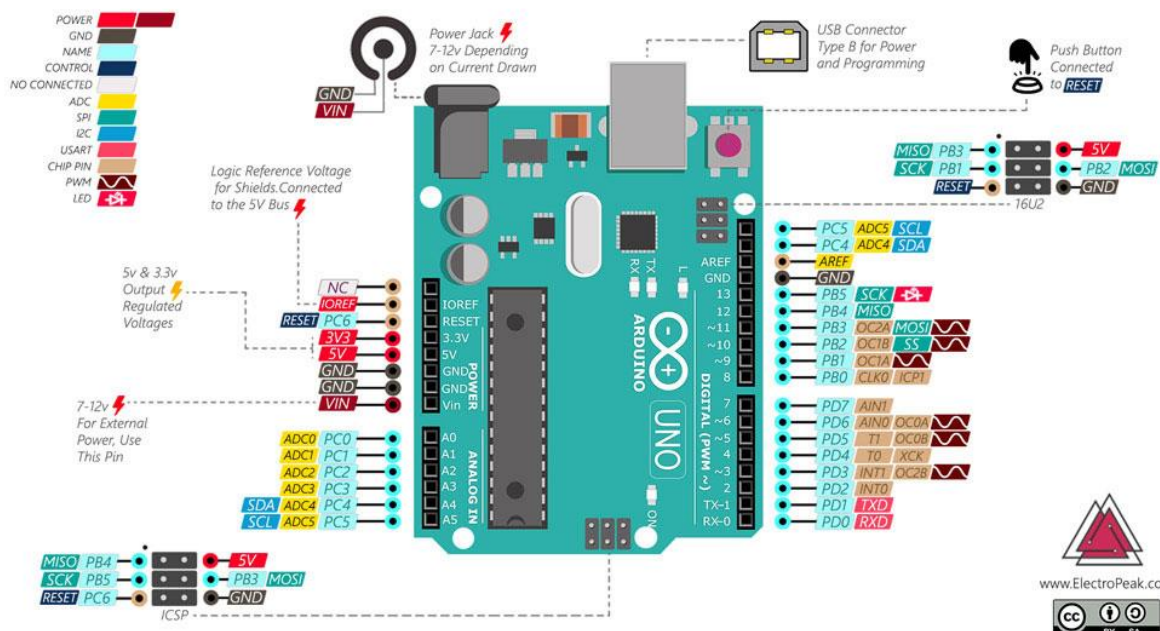 POWER
GND
NAME
CONTROL
NO CONNECTED
ADC
SPI
I2C
USART
CHIP PIN
PWM
LED
Power Jack
7-12v Depending
on Current Drawn
GND
VIN
USB Connector
Type B for Power
and Programming
Push Button
Connected
to RESET
MISO PB3 5V
SCK PB1 PB2 MOSI
RESET GND
16U2
Logic Reference Voltage
for Shields.Connected
to the 5V Bus
5v & 3.3v
Output
Regulated
Voltages
7-12v
For External
Power, Use
This Pin
NC
IOREF
RESET PC6
3V3
5V
GND
GND
VIN
ADC0 PC0
ADC1 PC1
ADC2 PC2
ADC3 PC3
SDA ADC4 PC4
SCL ADC5 PC5
IOREF
RESET
3.3V
5V
GND
GND
Vin
POWER
A0
A1
A2
A3
A4
A5
ANALOG IN
RX
TX
L
ARDUINO
UNO
ON
AREF
GND
13
12
~11
~10
~9
8
7
~6
~5
4
~3
2
TX-1
RX-0
DIGITAL (PWM ~)
PC5 ADC5 SCL
PC4 ADC4 SDA
AREF
GND
PB5 SCK
PB4 MISO
PB3 OC2A MOSI
PB2 OC1B SS
PB1 OC1A
PB0 CLK0 ICP1
PD7 AIN1
PD6 AIN0 OC0A
PD5 T1 OC0B
PD4 T0 XCK
PD3 INT1 OC2B
PD2 INT0
PD1 TXD
PD0 RXD
MISO PB4 5V
SCK PB5 PB3 MOSI
RESET PC6 GND
ICSP
www.ElectroPeak.co
cc
BY SA